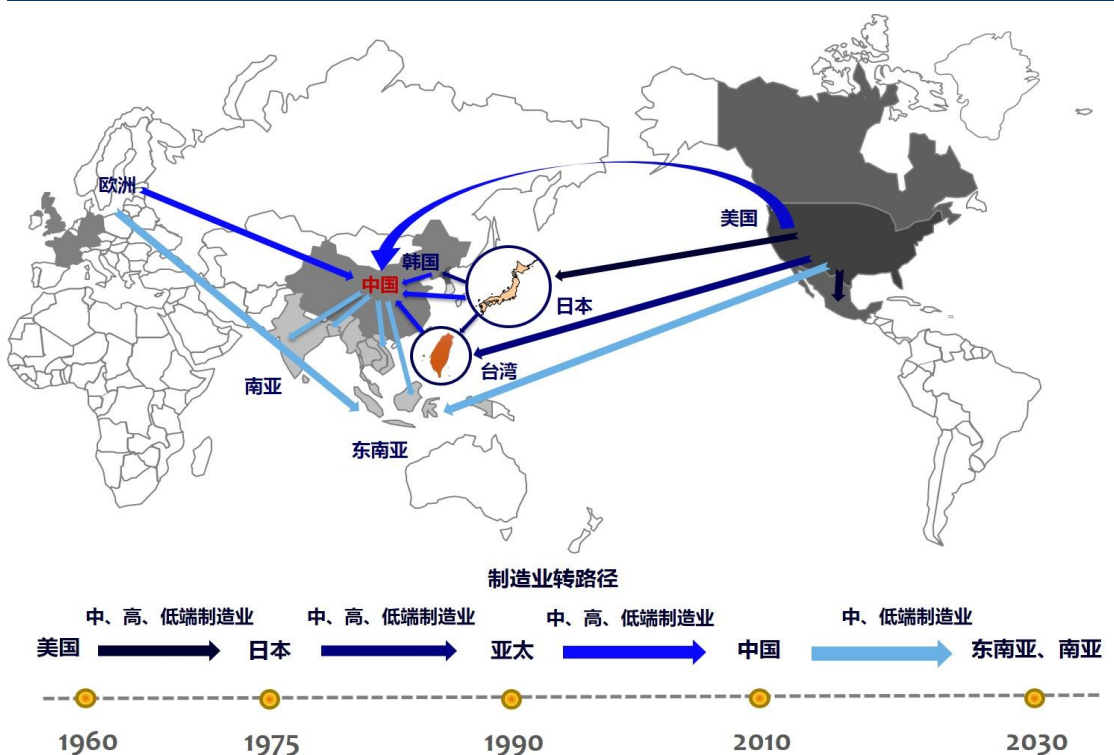 欧洲
美国
韩国
中国
日本
台湾
南亚
东南亚
制造业转路径
中、高、低端制造业
中、高、低端制造业
中、高、低端制造业
中、低端制造业
美国
日本
亚太
中国
东南亚、南亚
1960
1975
1990
2010
2030